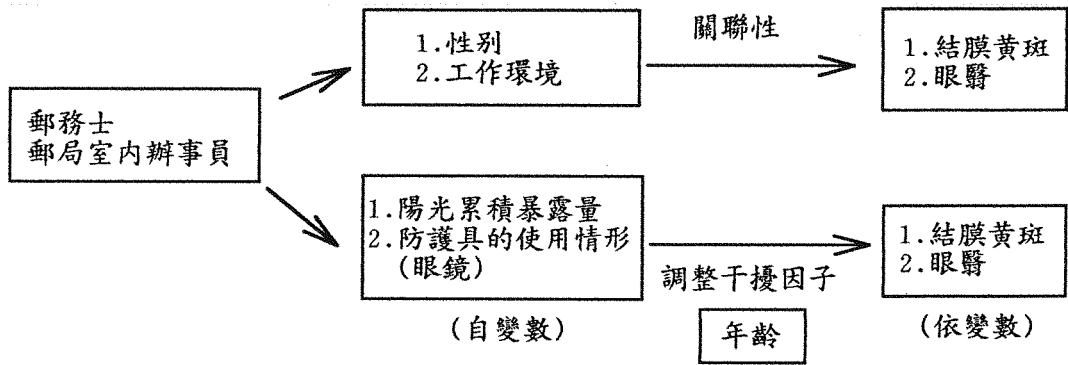 郵務士
郵局室內辦事員
1.性別
2.工作環境
關聯性
1.結膜黃斑
2.眼翳
1.陽光累積暴露量
2.防護具的使用情形
(眼鏡)
調整干擾因子
年齡
1.結膜黃斑
2.眼翳
(自變數)
(依變數)